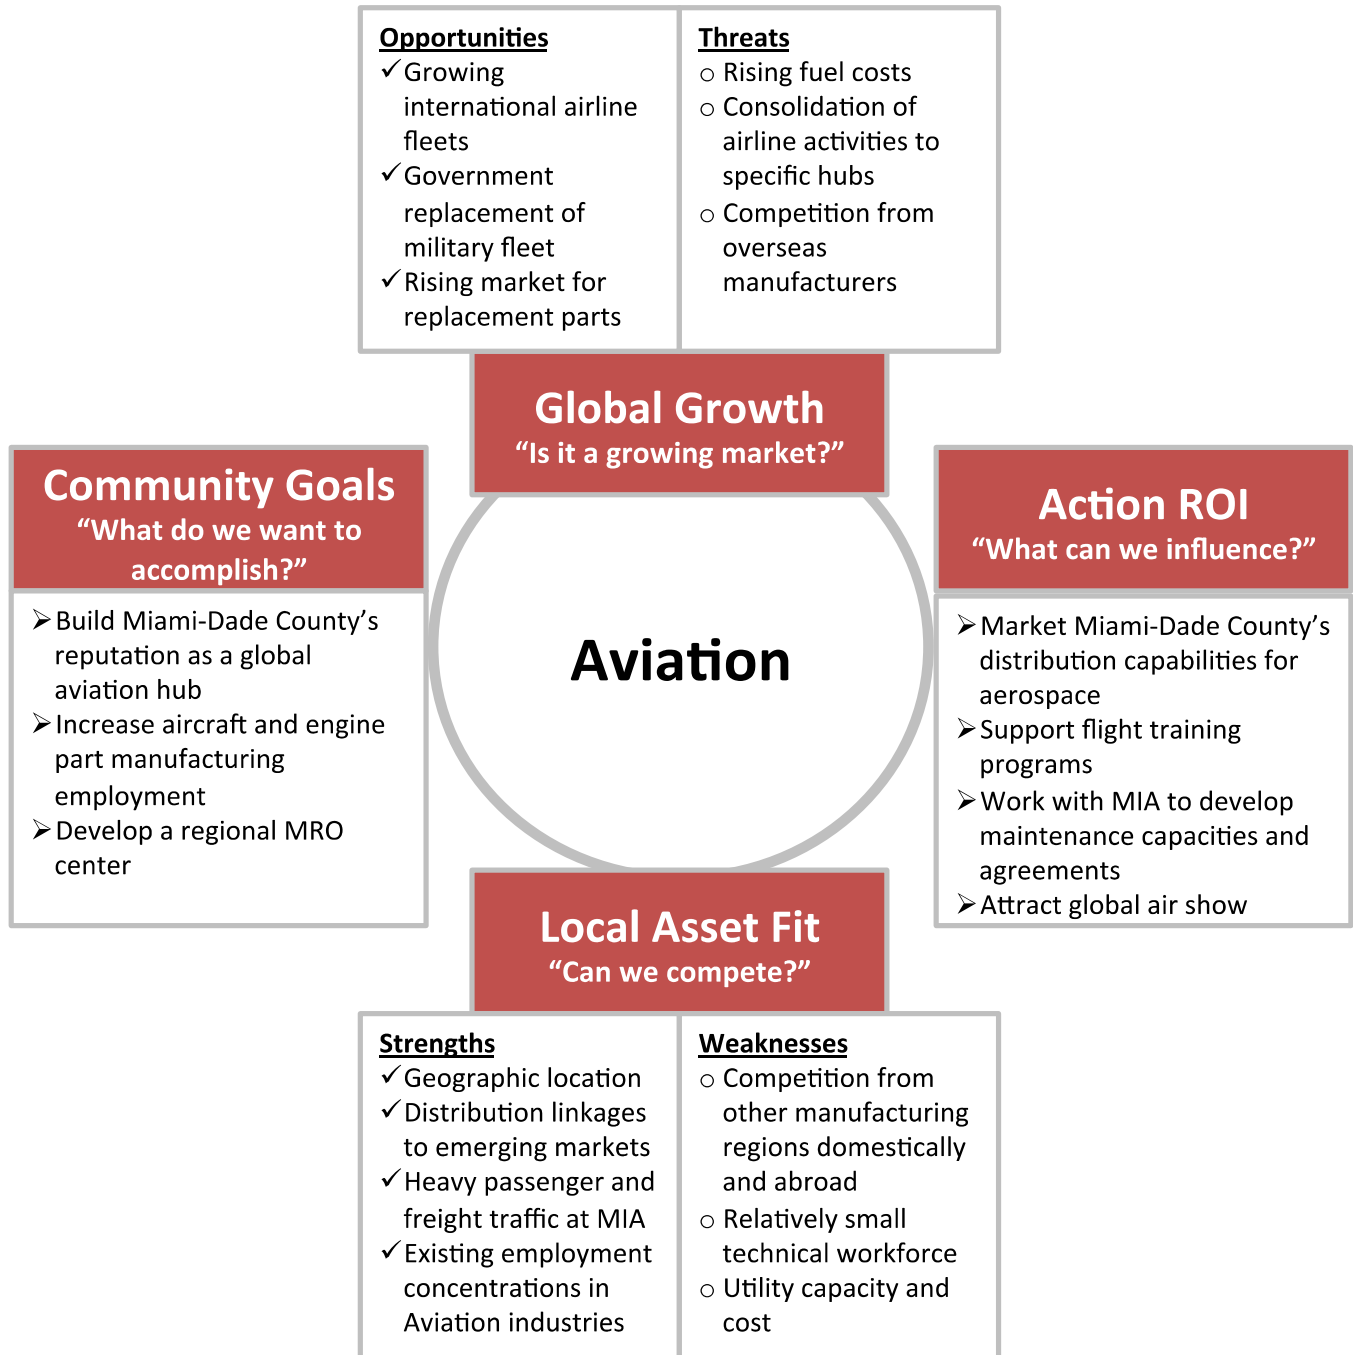 Opportunities
✓Growing
international airline
fleets
✓Government
replacement of
military fleet
✓Rising market for
replacement parts
Threats
o Rising fuel costs
o Consolidation of
airline activities to
specific hubs
o Competition from
overseas
manufacturers
Global Growth
“Is it a growing market?”
Community Goals
“What do we want to
accomplish?”
➢Build Miami-Dade County’s
reputation as a global
aviation hub
➢Increase aircraft and engine
part manufacturing
employment
➢Develop a regional MRO
center
Aviation
Action ROI
“What can we influence?”
➢Market Miami-Dade County’s
distribution capabilities for
aerospace
➢Support flight training
programs
➢Work with MIA to develop
maintenance capacities and
agreements
➢Attract global air show
Local Asset Fit
“Can we compete?”
Strengths
✓Geographic location
✓Distribution linkages
to emerging markets
✓Heavy passenger and
freight traffic at MIA
✓Existing employment
concentrations in
Aviation industries
Weaknesses
o Competition from
other manufacturing
regions domestically
and abroad
o Relatively small
technical workforce
o Utility capacity and
cost